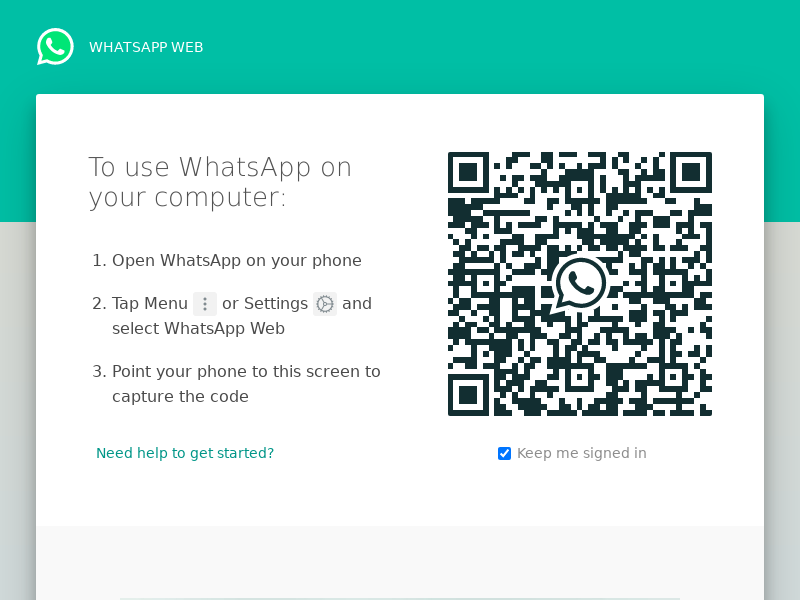 WHATSAPP WEB
To use WhatsApp on
your computer:
1. Open WhatsApp on your phone
2. Tap Menu or Settings and
select WhatsApp Web
3. Point your phone to this screen to
capture the code
Need help to get started?
Keep me signed in